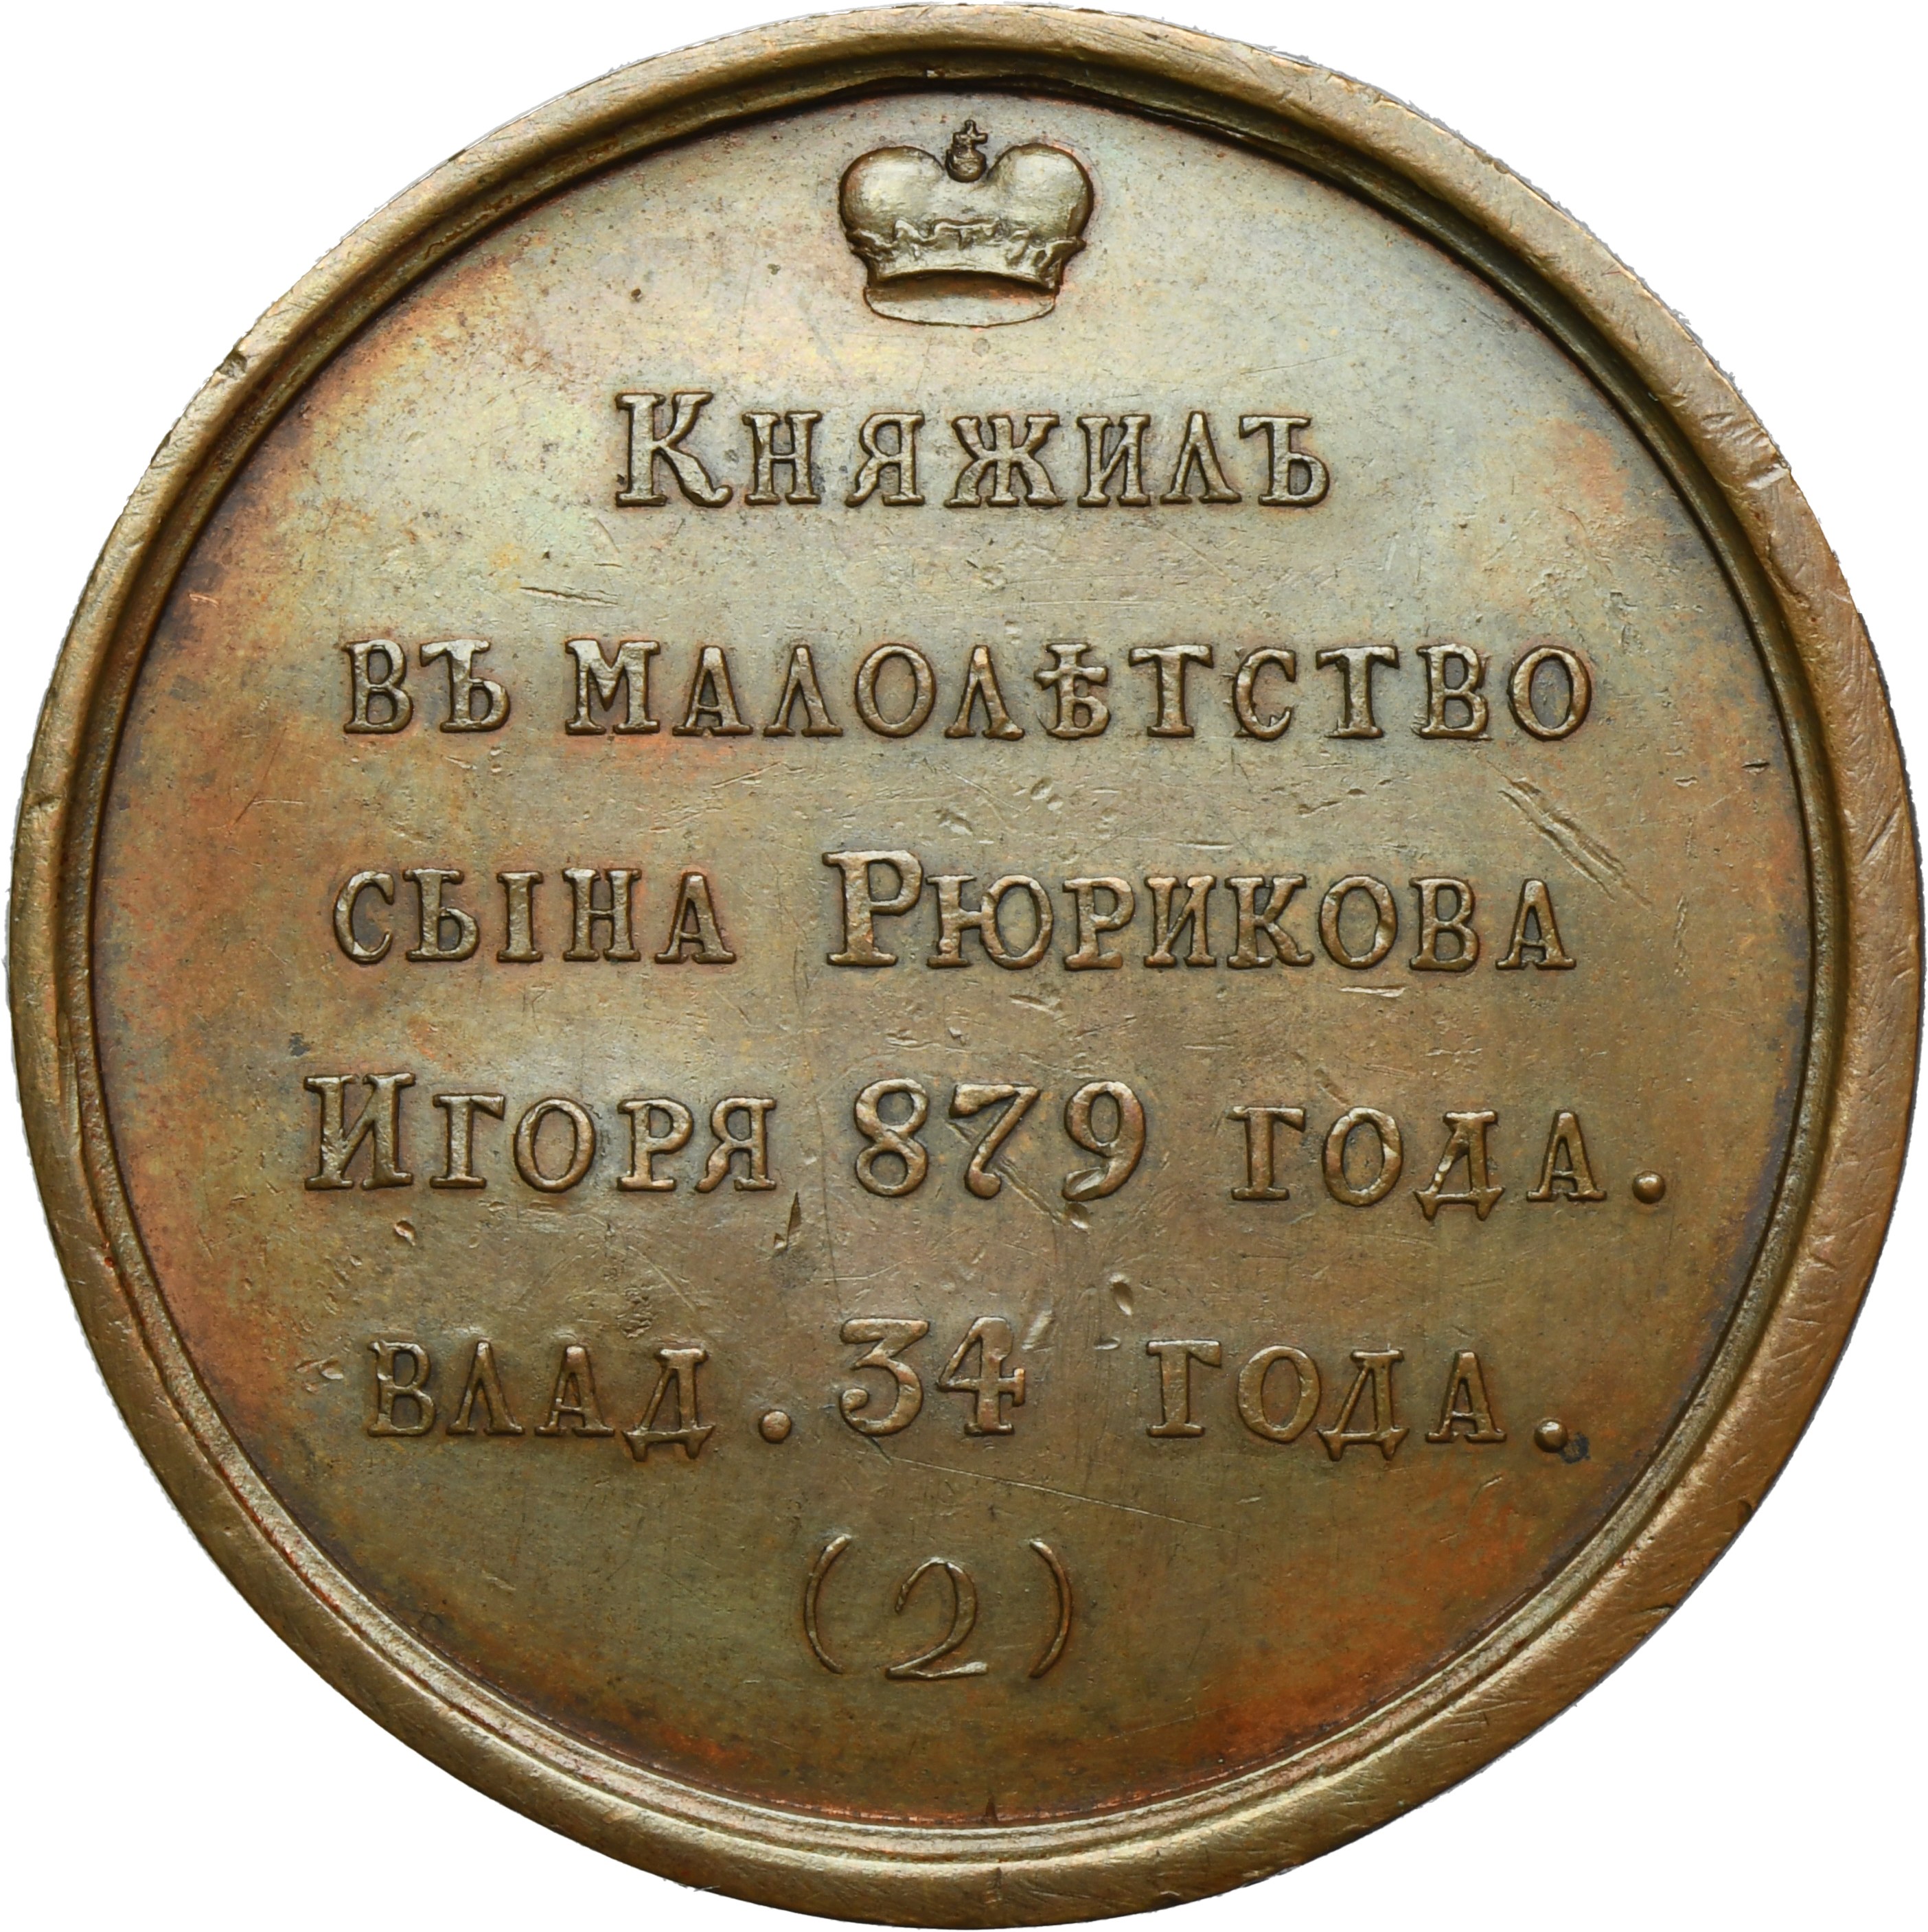 Княжилъ
въ малолѣтство
сына Рюрикова
Игоря 879 года.
влад. 34 года.
(2)